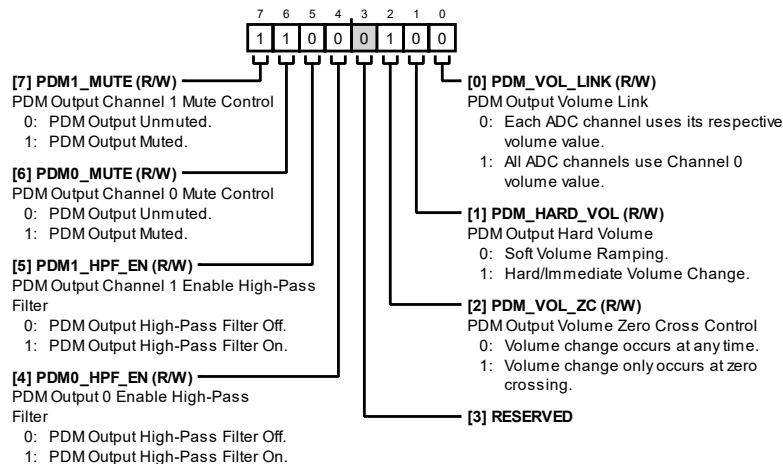 7 6 5 4 3 2 1 0
1 1 0 0 0 1 0 0
[7] PDM1_MUTE (R/W)
PDM Output Channel 1 Mute Control
0: PDM Output Unmuted.
1: PDM Output Muted.
[6] PDM0_MUTE (R/W)
PDM Output Channel 0 Mute Control
0: PDM Output Unmuted.
1: PDM Output Muted.
[5] PDM1_HPF_EN (R/W)
PDM Output Channel 1 Enable High-Pass
Filter
0: PDM Output High-Pass Filter Off.
1: PDM Output High-Pass Filter On.
[4] PDM0_HPF_EN (R/W)
PDM Output 0 Enable High-Pass
Filter
0: PDM Output High-Pass Filter Off.
1: PDM Output High-Pass Filter On.
[0] PDM_VOL_LINK (R/W)
PDM Output Volume Link
0: Each ADC channel uses its respective
volume value.
1: All ADC channels use Channel 0
volume value.
[1] PDM_HARD_VOL (R/W)
PDM Output Hard Volume
0: Soft Volume Ramping.
1: Hard/Immediate Volume Change.
[2] PDM_VOL_ZC (R/W)
PDM Output Volume Zero Cross Control
0: Volume change occurs at any time.
1: Volume change only occurs at zero
crossing.
[3] RESERVED